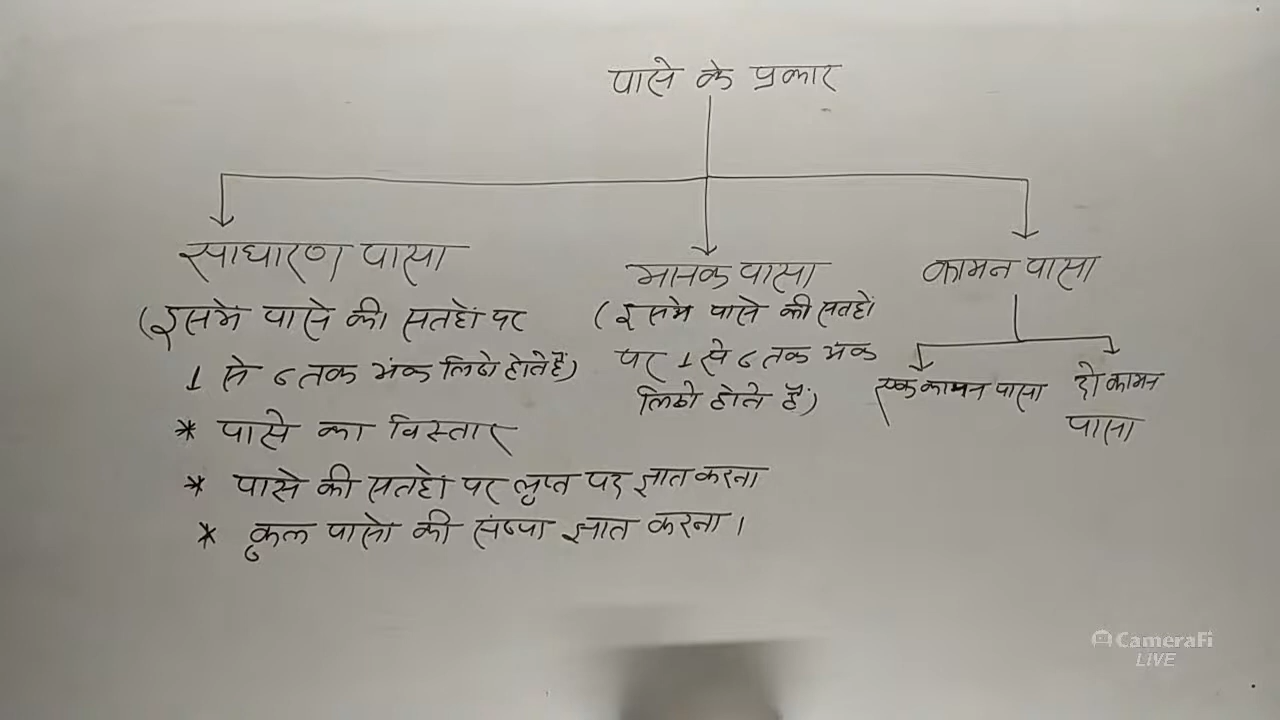 पासे के प्रकार
साधारण पासा
(इसमे पासे की सतहों पर
1 से 6 तक अंक लिखे होते हैं)
* पासे का विस्तार
* पासे की सतहों पर लुप्त पद ज्ञात करना
* कुल पासो की संख्या ज्ञात करना।
मानक पासा
(इसमे पासे की सतहों
पर 1 से 6 तक अंक
लिखे होते हैं)
कामन पासा
एक कामन पासा
दो कामन
पासा
CameraFi
LIVE